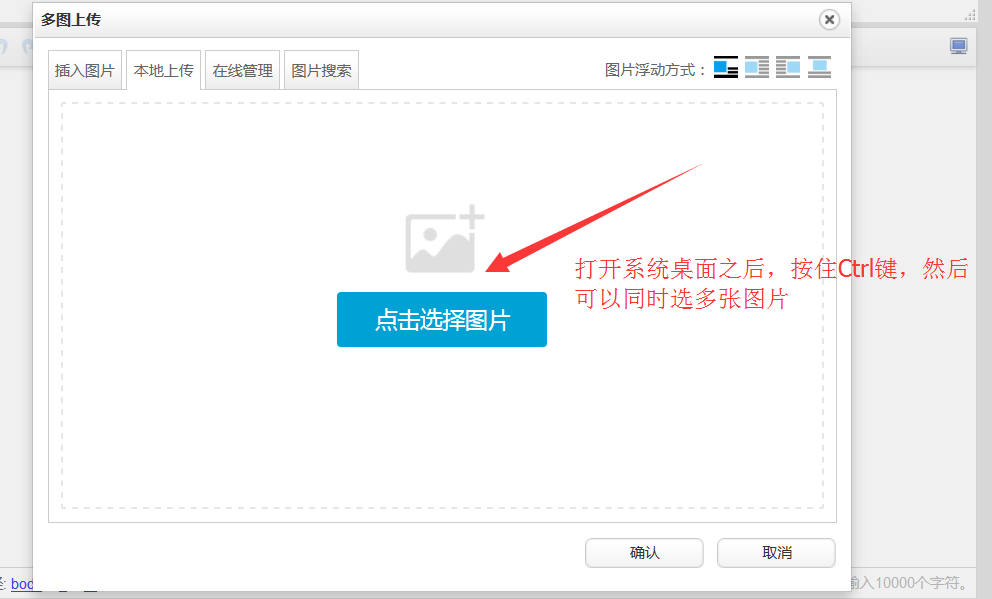 多图上传
插入图片 本地上传 在线管理 图片搜索 图片浮动方式：
打开系统桌面之后，按住Ctrl键，然后
可以同时选多张图片
点击选择图片
确认 取消
: bod
输入10000个字符。